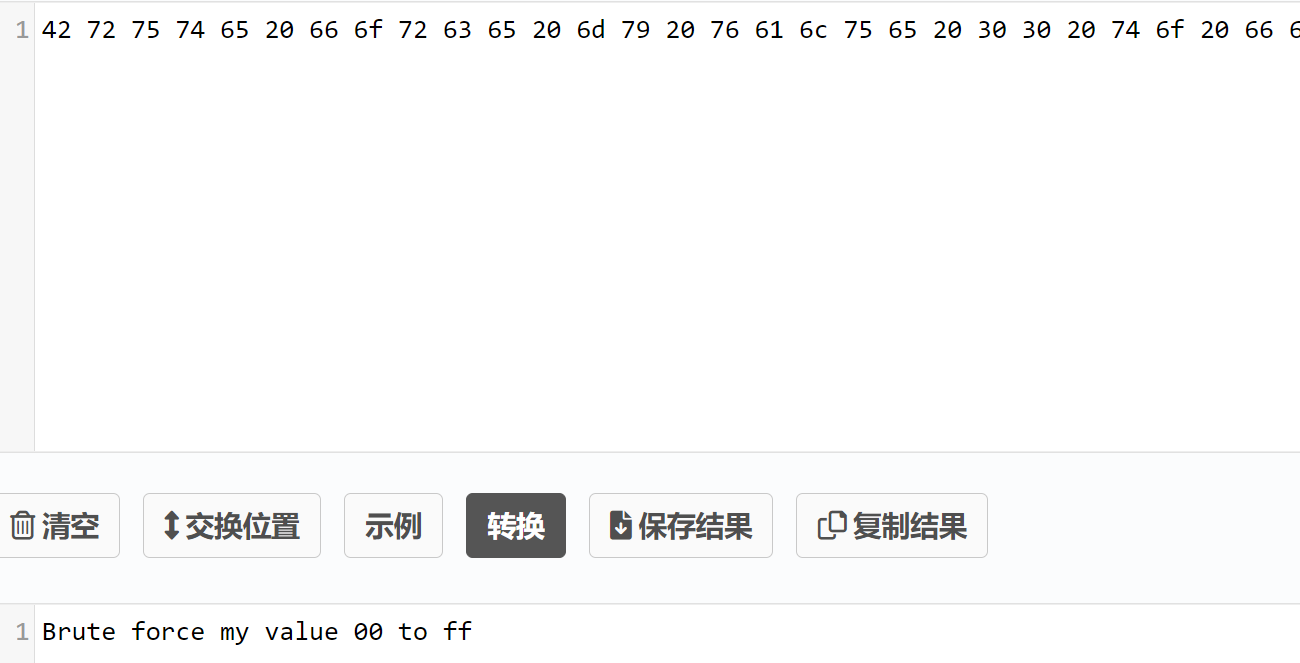 1 42 72 75 74 65 20 66 6f 72 63 65 20 6d 79 20 76 61 6c 75 65 20 30 30 20 74 6f 20 66
清空 交换位置 示例 转换 保存结果 复制结果
1 Brute force my value 00 to ff